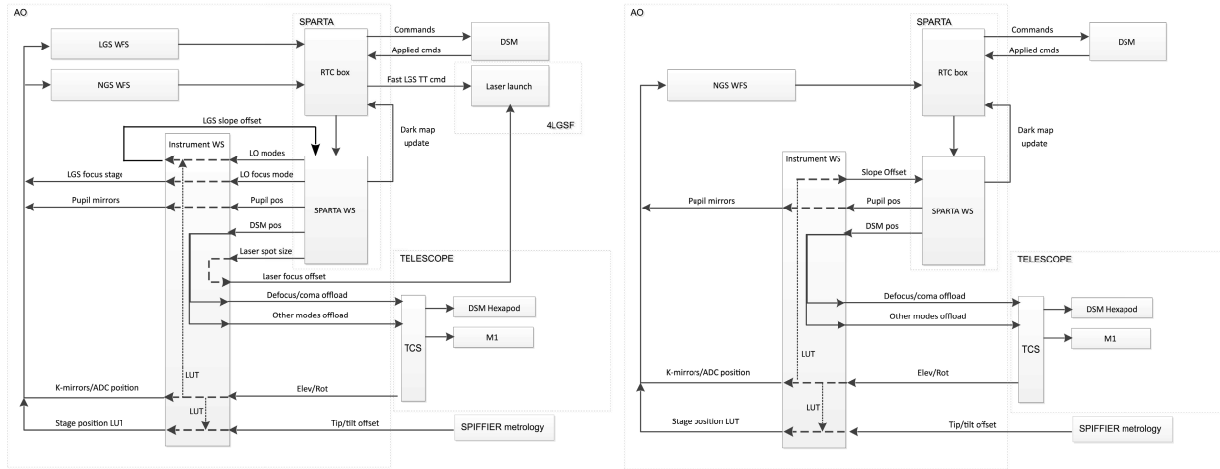 AO
SPARTA
LGS WFS
RTC box
Commands
DSM
Applied cmds
NGS WFS
Fast LGS TT cmd
Laser launch
4LGSF
LGS slope offset
Dark map
update
Instrument WS
LO modes
LGS focus stage
LO focus mode
Pupil mirrors
Pupil pos
SPARTA WS
DSM pos
Laser spot size
TELESCOPE
Laser focus offset
Defocus/coma offload
DSM Hexapod
Other modes offload
M1
TCS
LUT
K-mirrors/ADC position
Elev/Rot
LUT
Stage position LUT
Tip/tilt offset
SPIFFIER metrology
AO
SPARTA
Commands
DSM
RTC box
Applied cmds
NGS WFS
Dark map
update
Instrument WS
Slope Offset
Pupil mirrors
Pupil pos
SPARTA WS
DSM pos
TELESCOPE
Defocus/coma offload
DSM Hexapod
Other modes offload
M1
TCS
LUT
K-mirrors/ADC position
Elev/Rot
LUT
Stage position LUT
Tip/tilt offset
SPIFFIER metrology